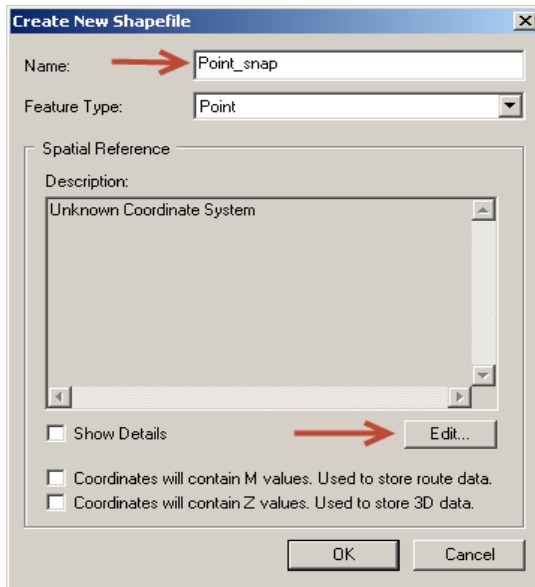 Create New Shapefile
Name: Point_snap
Feature Type: Point
Spatial Reference
Description:
Unknown Coordinate System
Show Details
Edit...
Coordinates will contain M values. Used to store route data.
Coordinates will contain Z values. Used to store 3D data.
OK Cancel